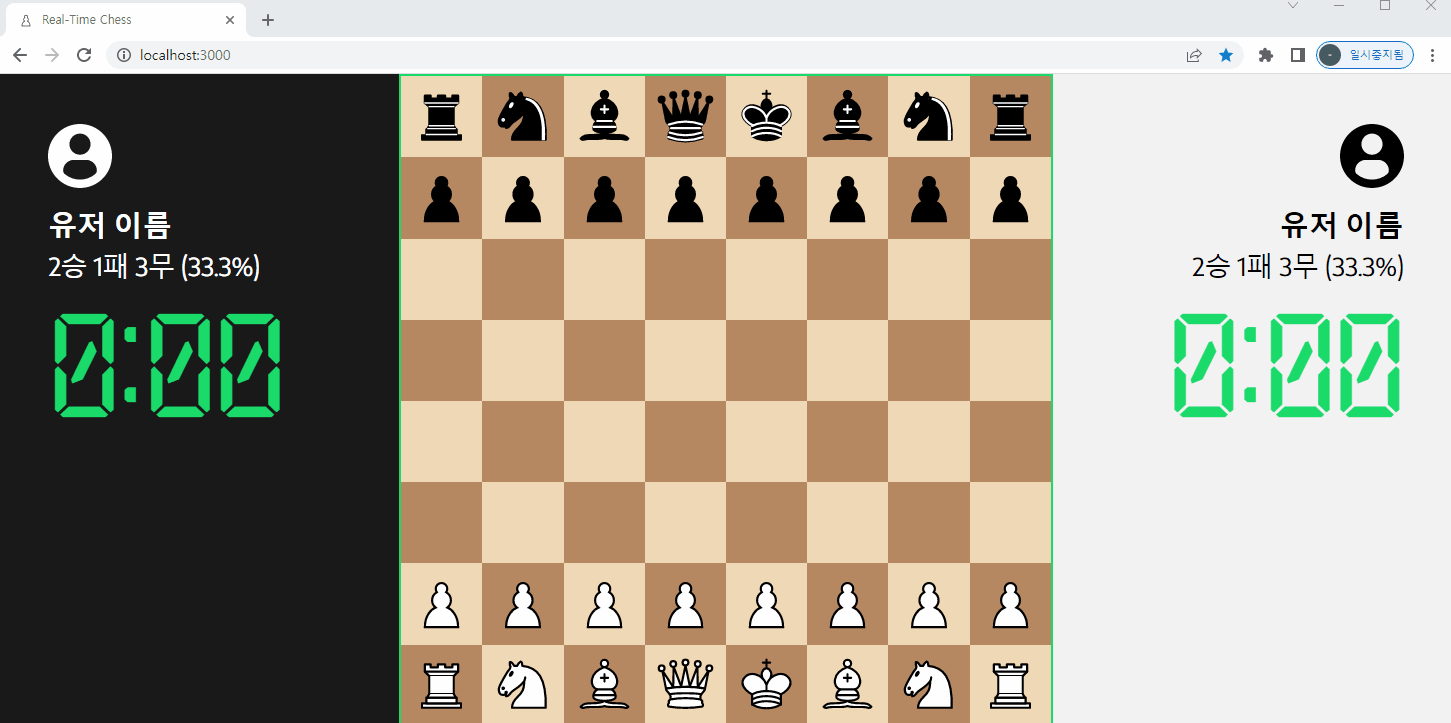 Real-Time Chess
localhost:3000
일시중지됨
유저 이름
2승 1패 3무 (33.3%)
0:00
유저 이름
2승 1패 3무 (33.3%)
0:00